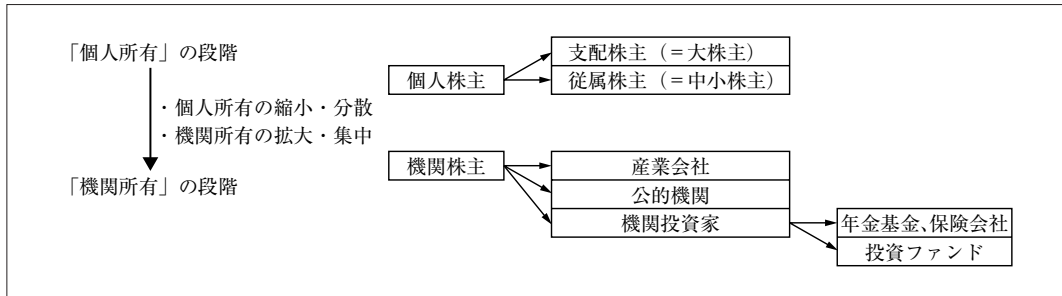 「個人所有」の段階
・個人所有の縮小・分散
・機関所有の拡大・集中
「機関所有」の段階
個人株主
支配株主（＝大株主）
従属株主（＝中小株主）
機関株主
産業会社
公的機関
機関投資家
年金基金、保険会社
投資ファンド